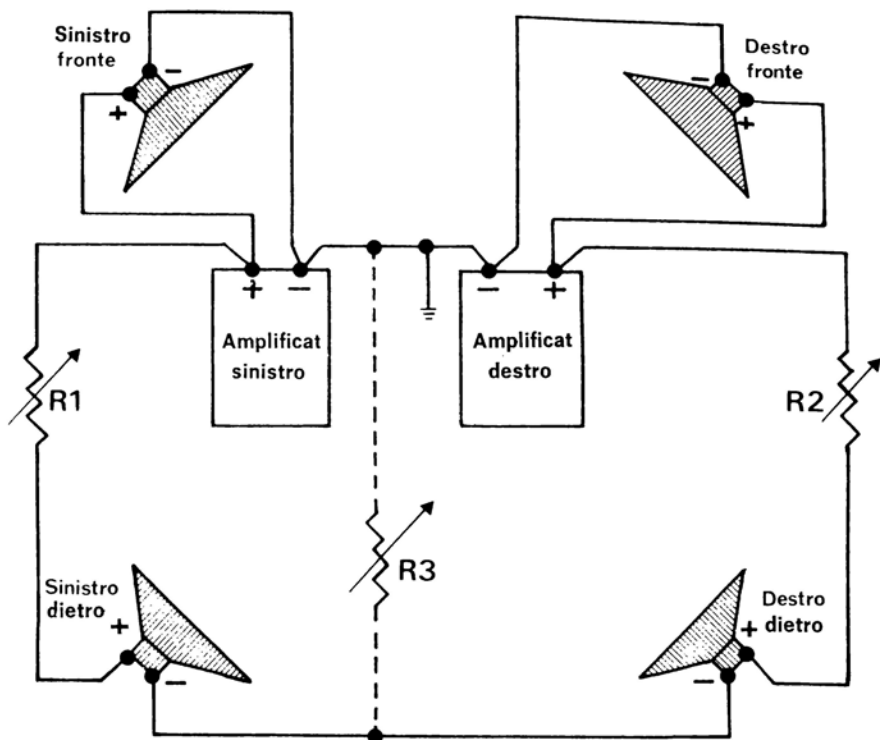 Sinistro
fronte
−
+
Destro
fronte
−
+
+
−
Amplificat
sinistro
−
+
Amplificat
destro
R1
R2
R3
Sinistro
dietro
+
−
Destro
dietro
+
−